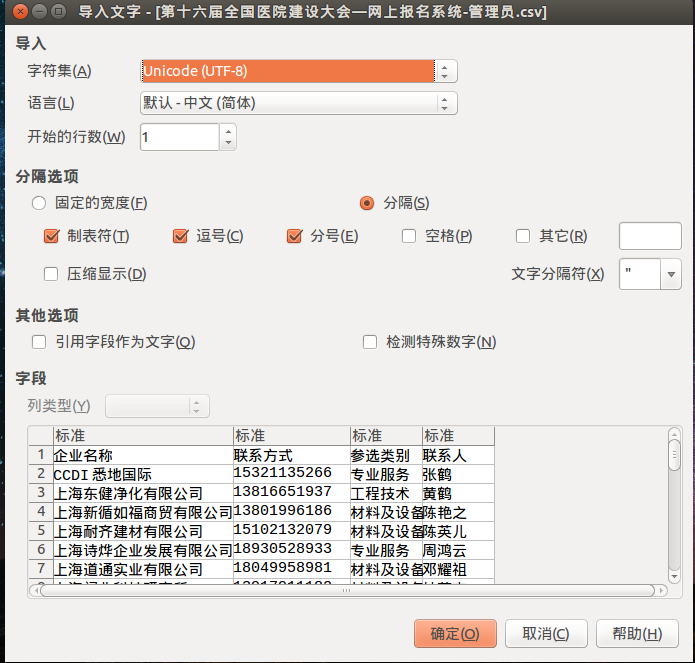 导入文字 - [第十六届全国医院建设大会—网上报名系统-管理员.csv]
导入
字符集(A) Unicode (UTF-8)
语言(L) 默认 - 中文 (简体)
开始的行数(W) 1
分隔选项
固定的宽度(F) 分隔(S)
制表符(T) 逗号(C) 分号(E) 空格(P) 其它(R)
压缩显示(D) 文字分隔符(X) "
其他选项
引用字段作为文字(Q) 检测特殊数字(N)
字段
列类型(Y)
标准 标准 标准 标准
1 企业名称 联系方式 参选类别 联系人
2 CCDI 悉地国际 15321135266 专业服务 张鹤
3 上海东健净化有限公司 13816651937 工程技术 黄鹤
4 上海新循如福商贸有限公司 13801996186 材料及设备 陈艳之
5 上海耐齐建材有限公司 15102132079 材料及设备 陈英儿
6 上海诗烨企业发展有限公司 18930528933 专业服务 周鸿云
7 上海道通实业有限公司 18049958981 材料及设备 邓耀祖
确定(O) 取消(C) 帮助(H)